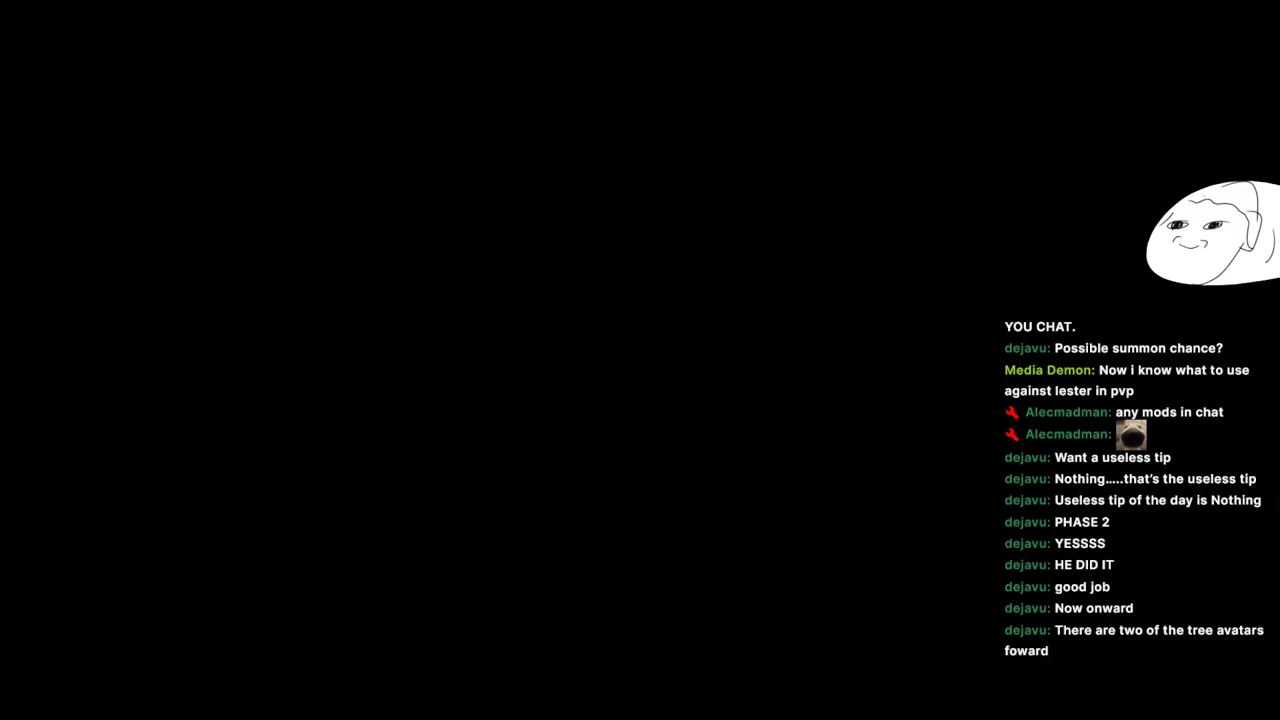 YOU CHAT.
dejavu: Possible summon chance?
Media Demon: Now i know what to use
against lester in pvp
Alecmadman: any mods in chat
Alecmadman:
dejavu: Want a useless tip
dejavu: Nothing.....that's the useless tip
dejavu: Useless tip of the day is Nothing
dejavu: PHASE 2
dejavu: YESSSS
dejavu: HE DID IT
dejavu: good job
dejavu: Now onward
dejavu: There are two of the tree avatars
foward